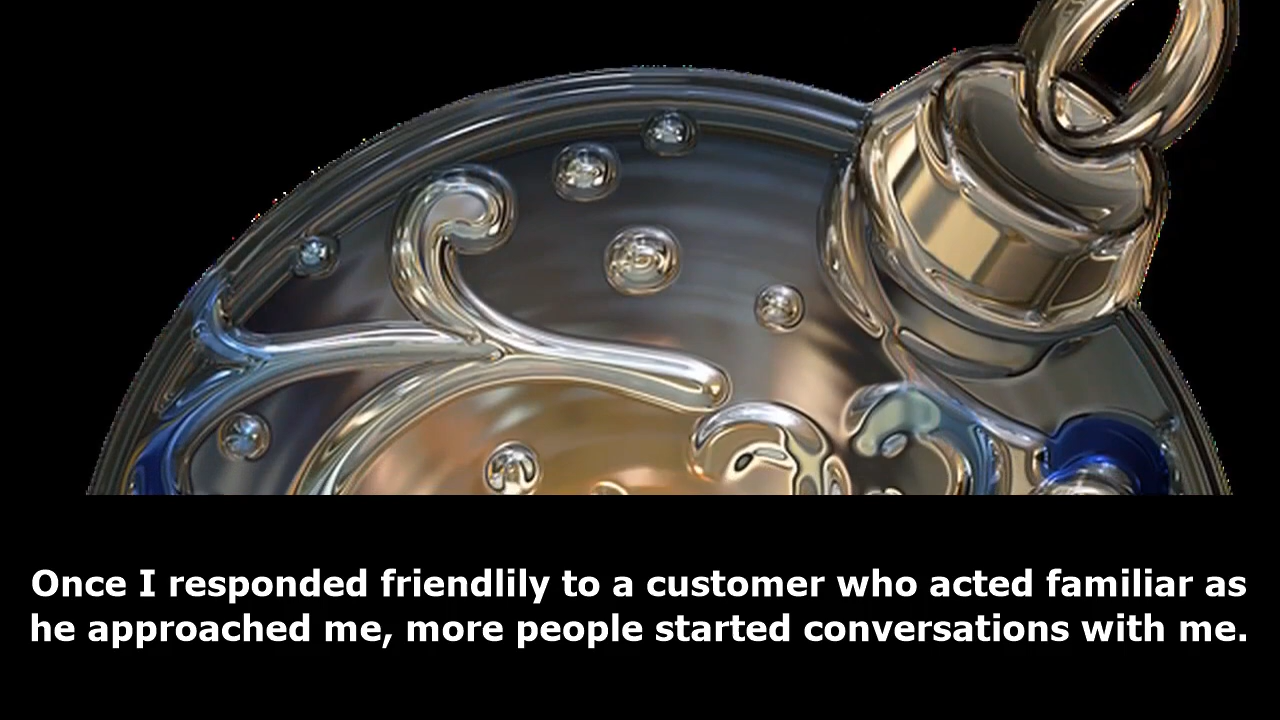 Once I responded friendlily to a customer who acted familiar as
he approached me, more people started conversations with me.